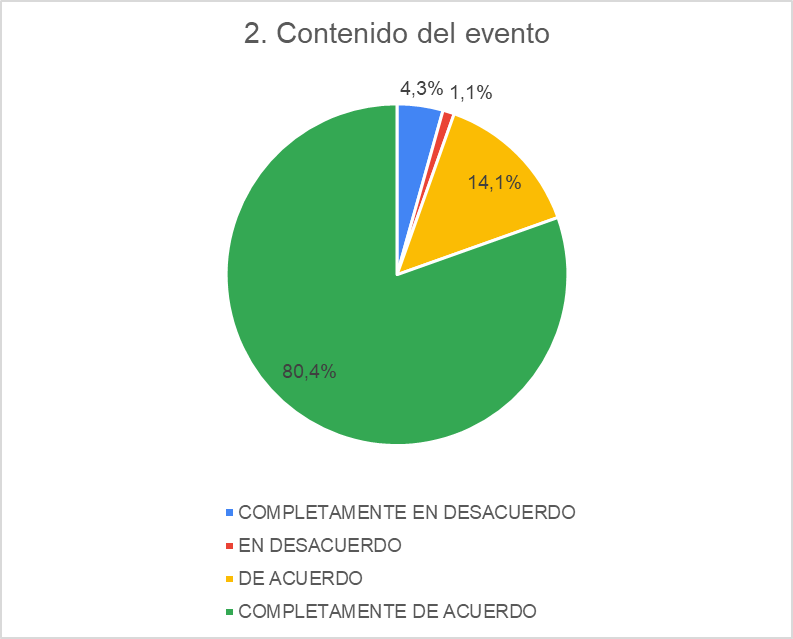 2. Contenido del evento
4,3%
1,1%
14,1%
80,4%
COMPLETAMENTE EN DESACUERDO
EN DESACUERDO
DE ACUERDO
COMPLETAMENTE DE ACUERDO